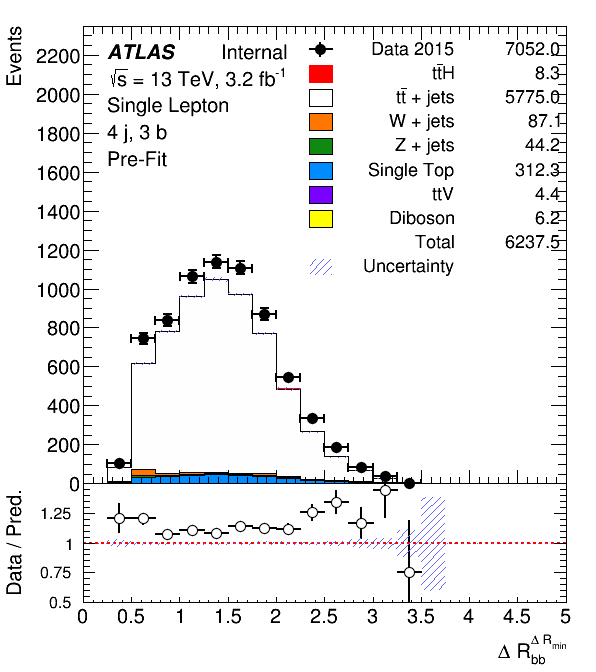 Events
2200
2000
1800
1600
1400
1200
1000
800
600
400
200
0
ATLAS Internal
√s = 13 TeV, 3.2 fb⁻¹
Single Lepton
4 j, 3 b
Pre-Fit
Data 2015 7052.0
tt̄H 8.3
tt̄ + jets 5775.0
W + jets 87.1
Z + jets 44.2
Single Top 312.3
ttV 4.4
Diboson 6.2
Total 6237.5
Uncertainty
Data / Pred.
1.25
1
0.75
0.5
0 0.5 1 1.5 2 2.5 3 3.5 4 4.5 5
Δ R_bb^Δ R_min